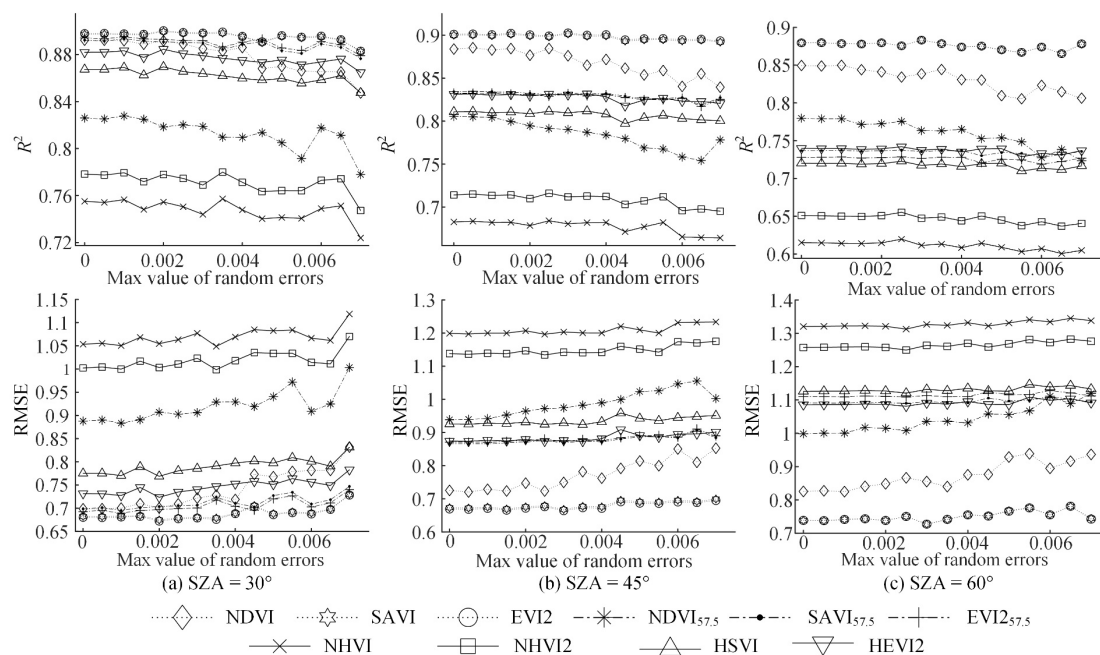 0.88
0.84
0.8
0.76
0.72
R²
0 0.002 0.004 0.006
Max value of random errors
0.9
0.85
0.8
0.75
0.7
R²
0 0.002 0.004 0.006
Max value of random errors
0.9
0.85
0.8
0.75
0.7
0.65
0.6
R²
0 0.002 0.004 0.006
Max value of random errors
1.15
1.1
1.05
1
0.95
0.9
0.85
0.8
0.75
0.7
0.65
RMSE
0 0.002 0.004 0.006
Max value of random errors
(a) SZA = 30°
1.3
1.2
1.1
1
0.9
0.8
0.7
0.6
RMSE
0 0.002 0.004 0.006
Max value of random errors
(b) SZA = 45°
1.4
1.3
1.2
1.1
1
0.9
0.8
0.7
RMSE
0 0.002 0.004 0.006
Max value of random errors
(c) SZA = 60°
NDVI SAVI EVI2 NDVI57.5 SAVI57.5 EVI257.5
NHVI NHVI2 HSVI HEVI2